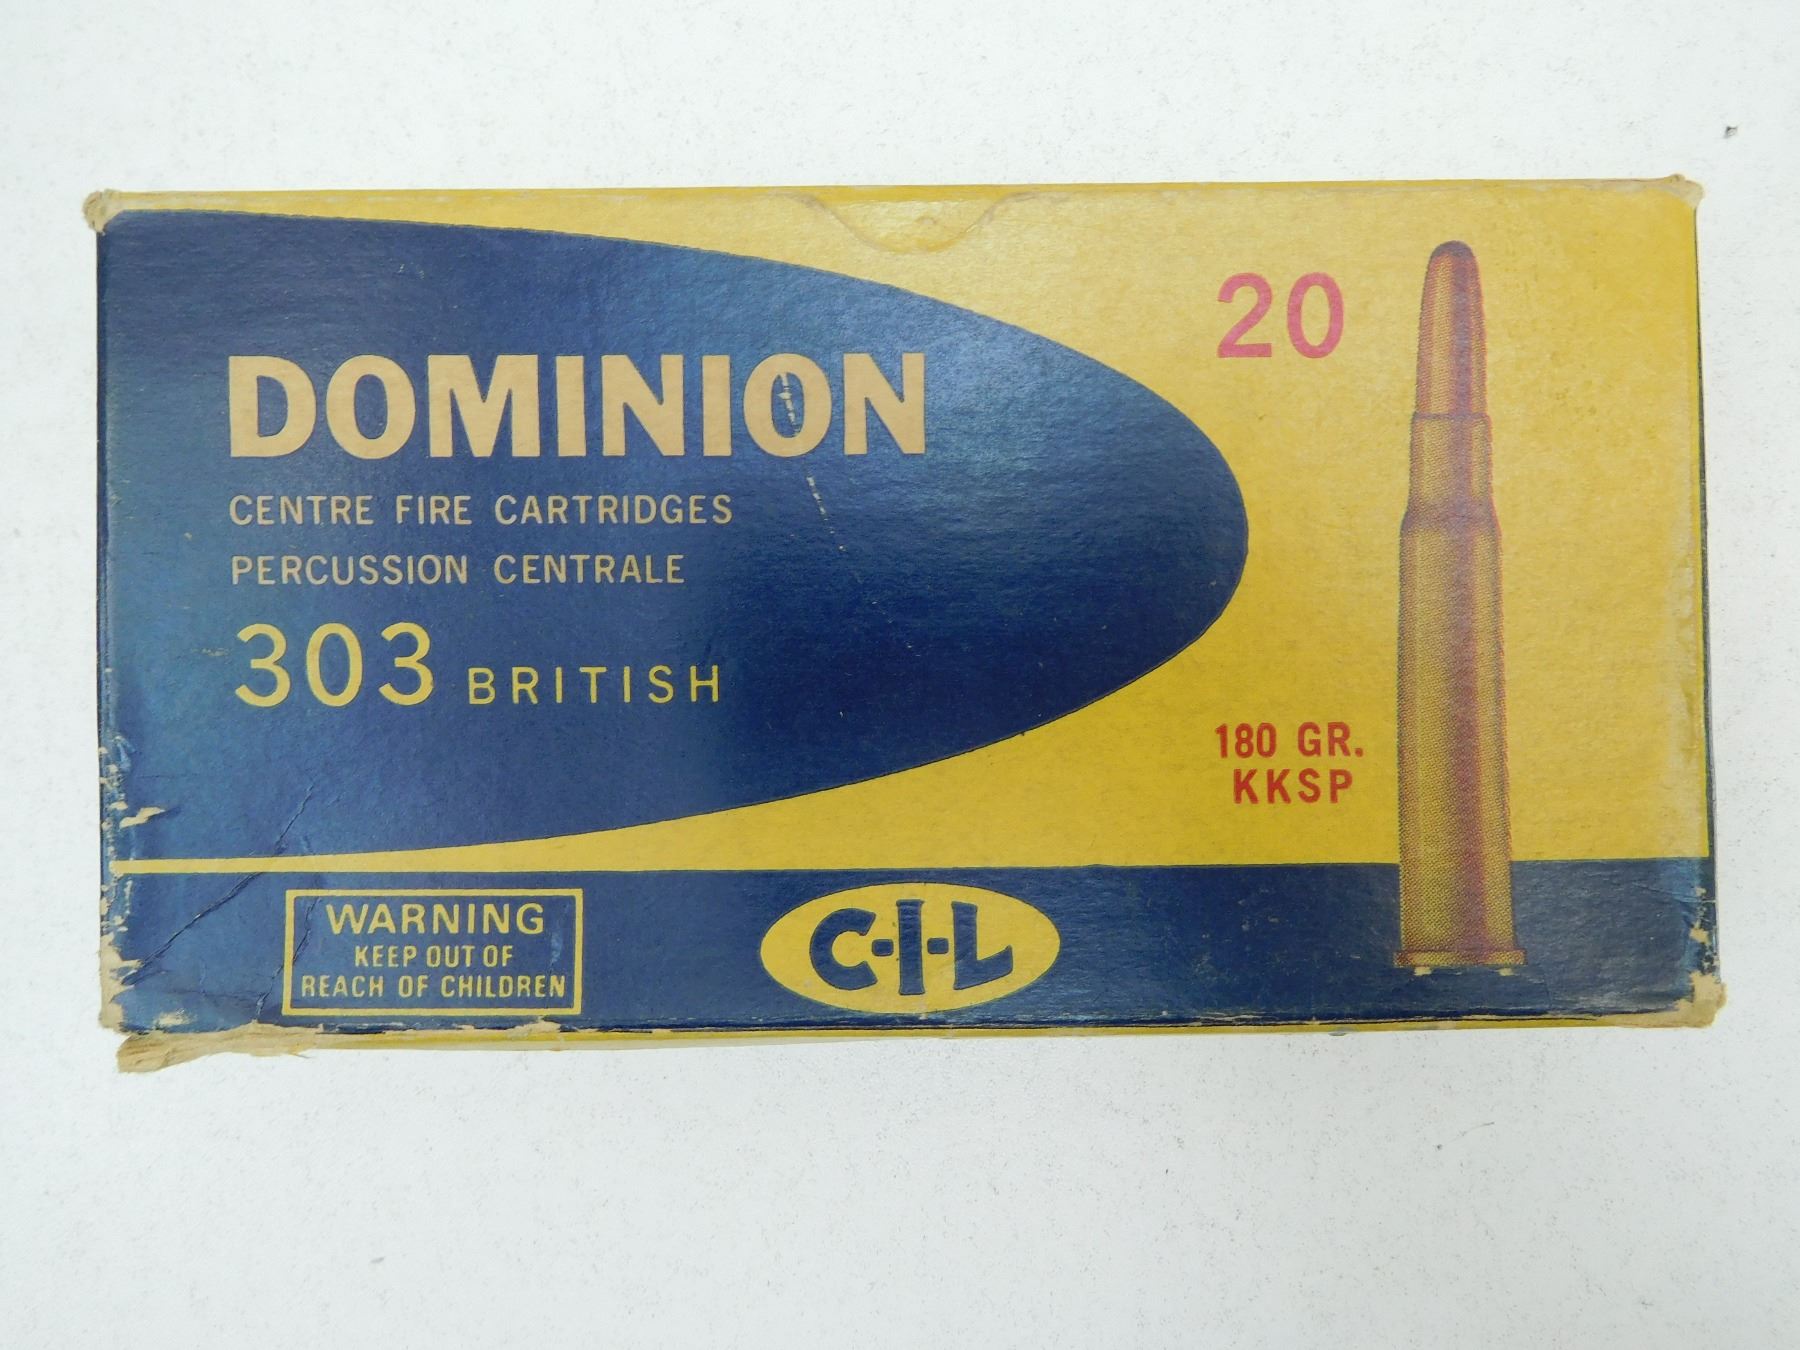 DOMINION
CENTRE FIRE CARTRIDGES
PERCUSSION CENTRALE
303 BRITISH
20
180 GR.
KKSP
WARNING
KEEP OUT OF
REACH OF CHILDREN
C-I-L